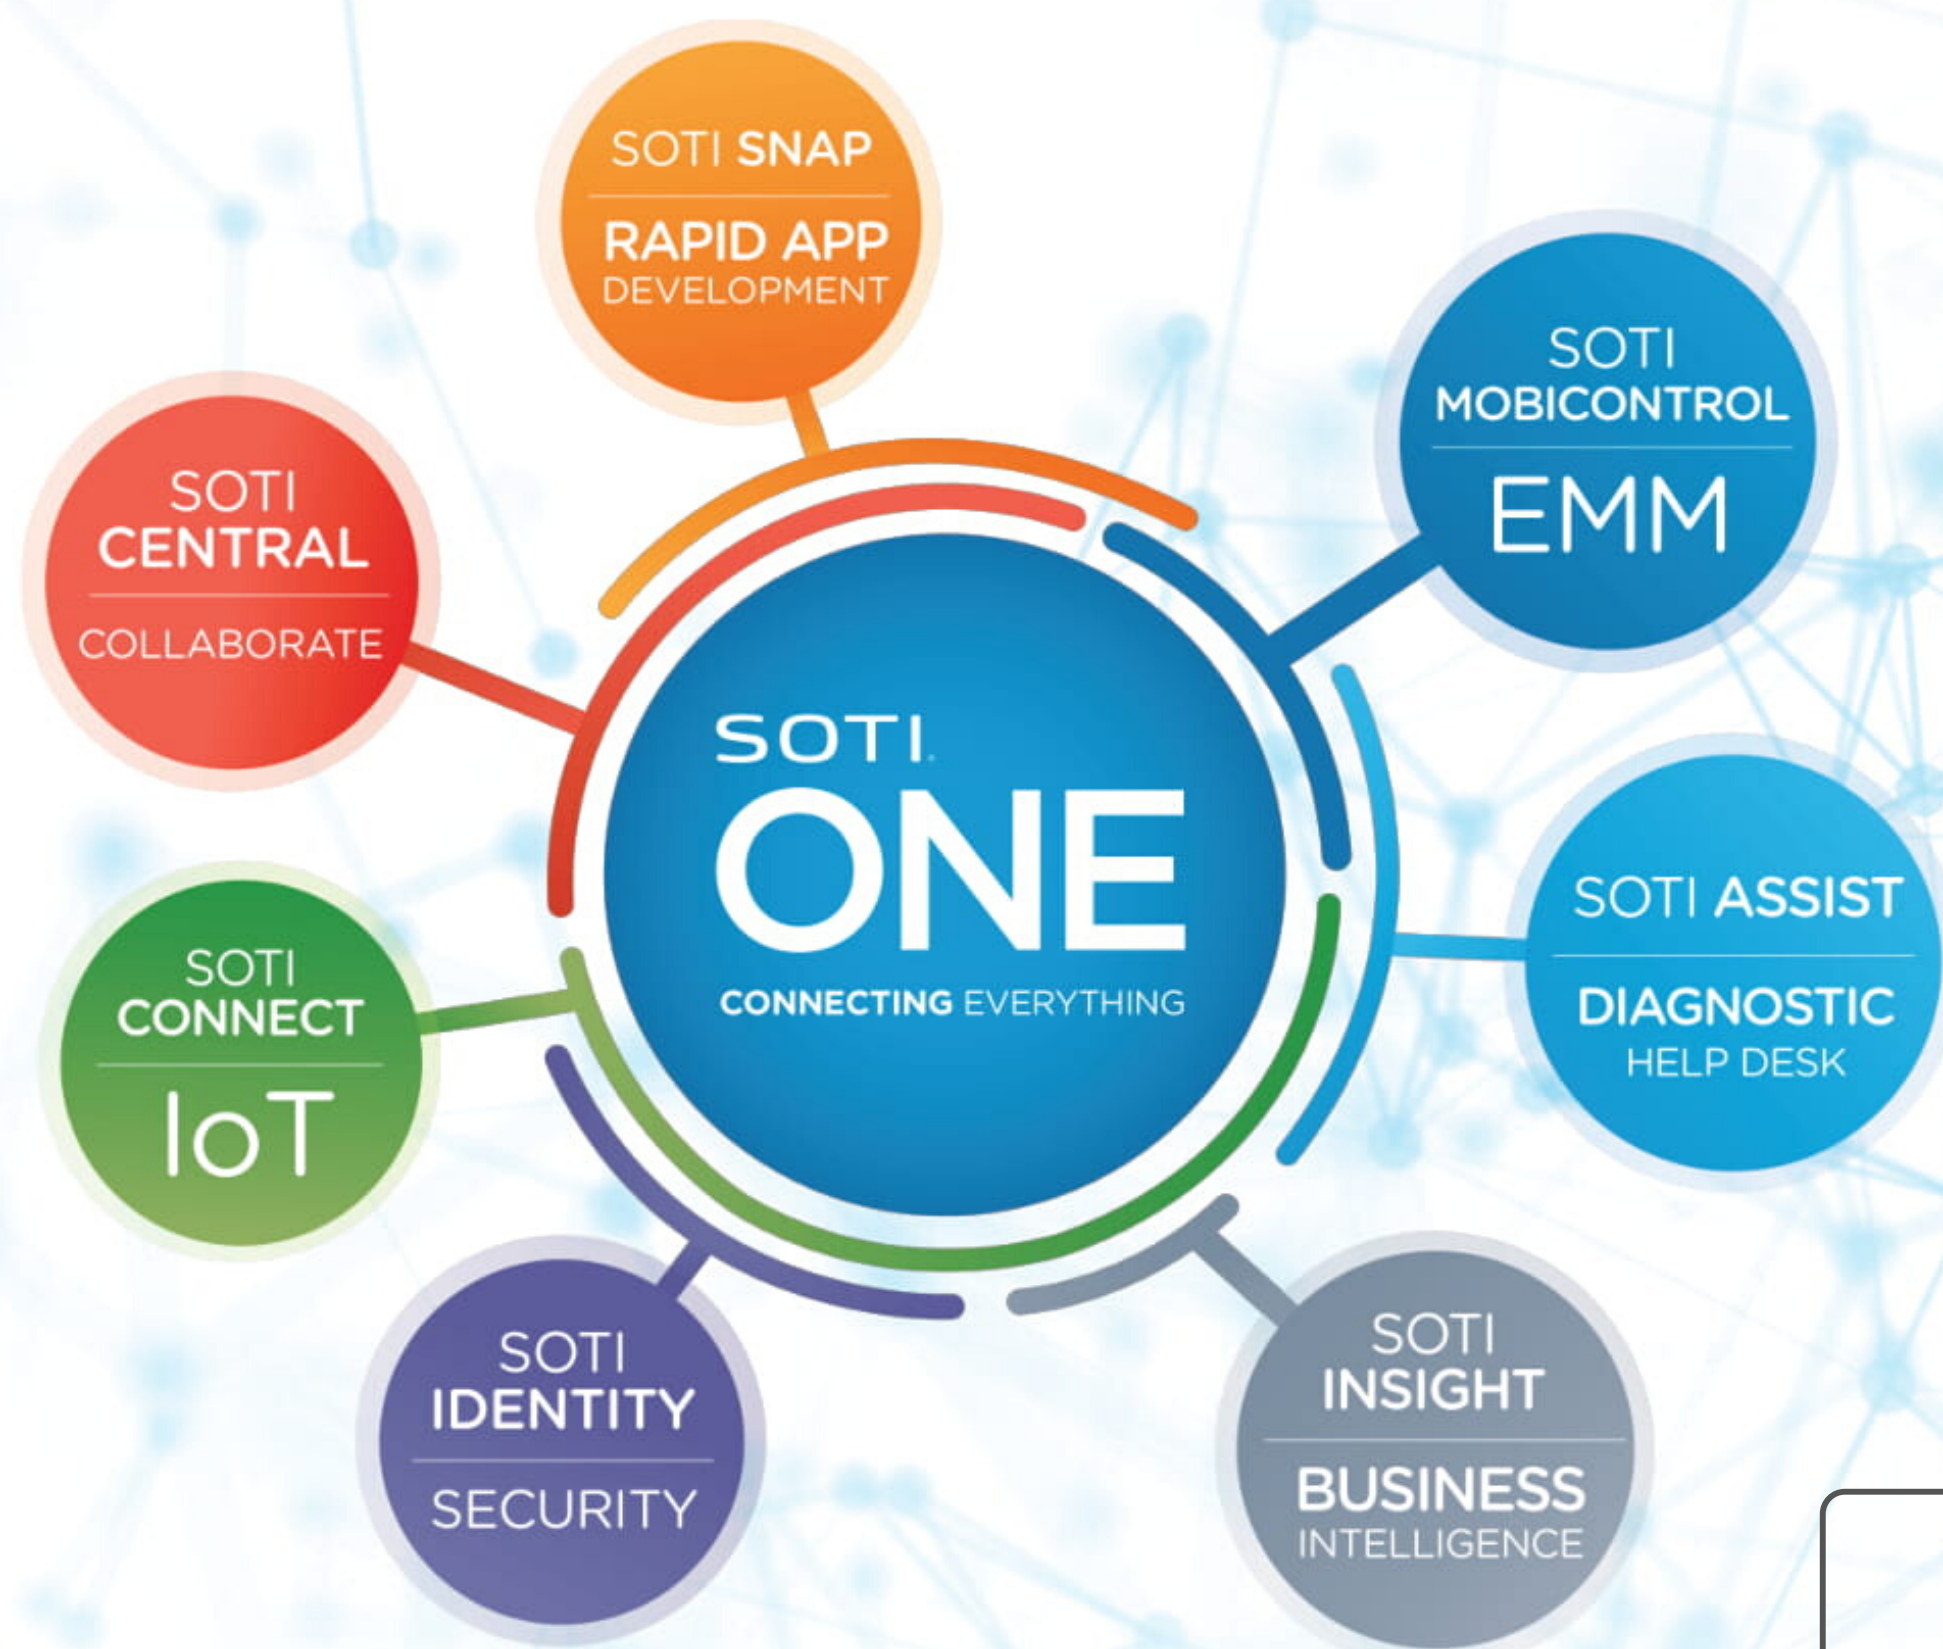 SOTI SNAP
RAPID APP
DEVELOPMENT
SOTI
MOBICONTROL
EMM
SOTI
CENTRAL
COLLABORATE
SOTI
ONE
CONNECTING EVERYTHING
SOTI ASSIST
DIAGNOSTIC
HELP DESK
SOTI
CONNECT
IoT
SOTI
IDENTITY
SECURITY
SOTI
INSIGHT
BUSINESS
INTELLIGENCE